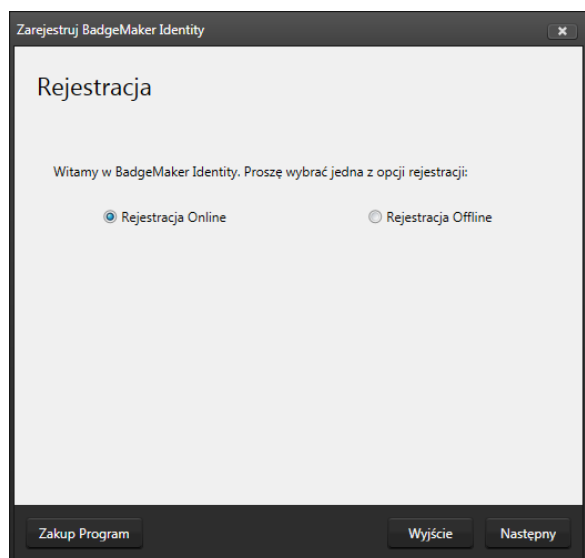 Zarejestruj BadgeMaker Identity
Rejestracja
Witamy w BadgeMaker Identity. Proszę wybrać jedna z opcji rejestracji:
Rejestracja Online Rejestracja Offline
Zakup Program Wyjście Następny